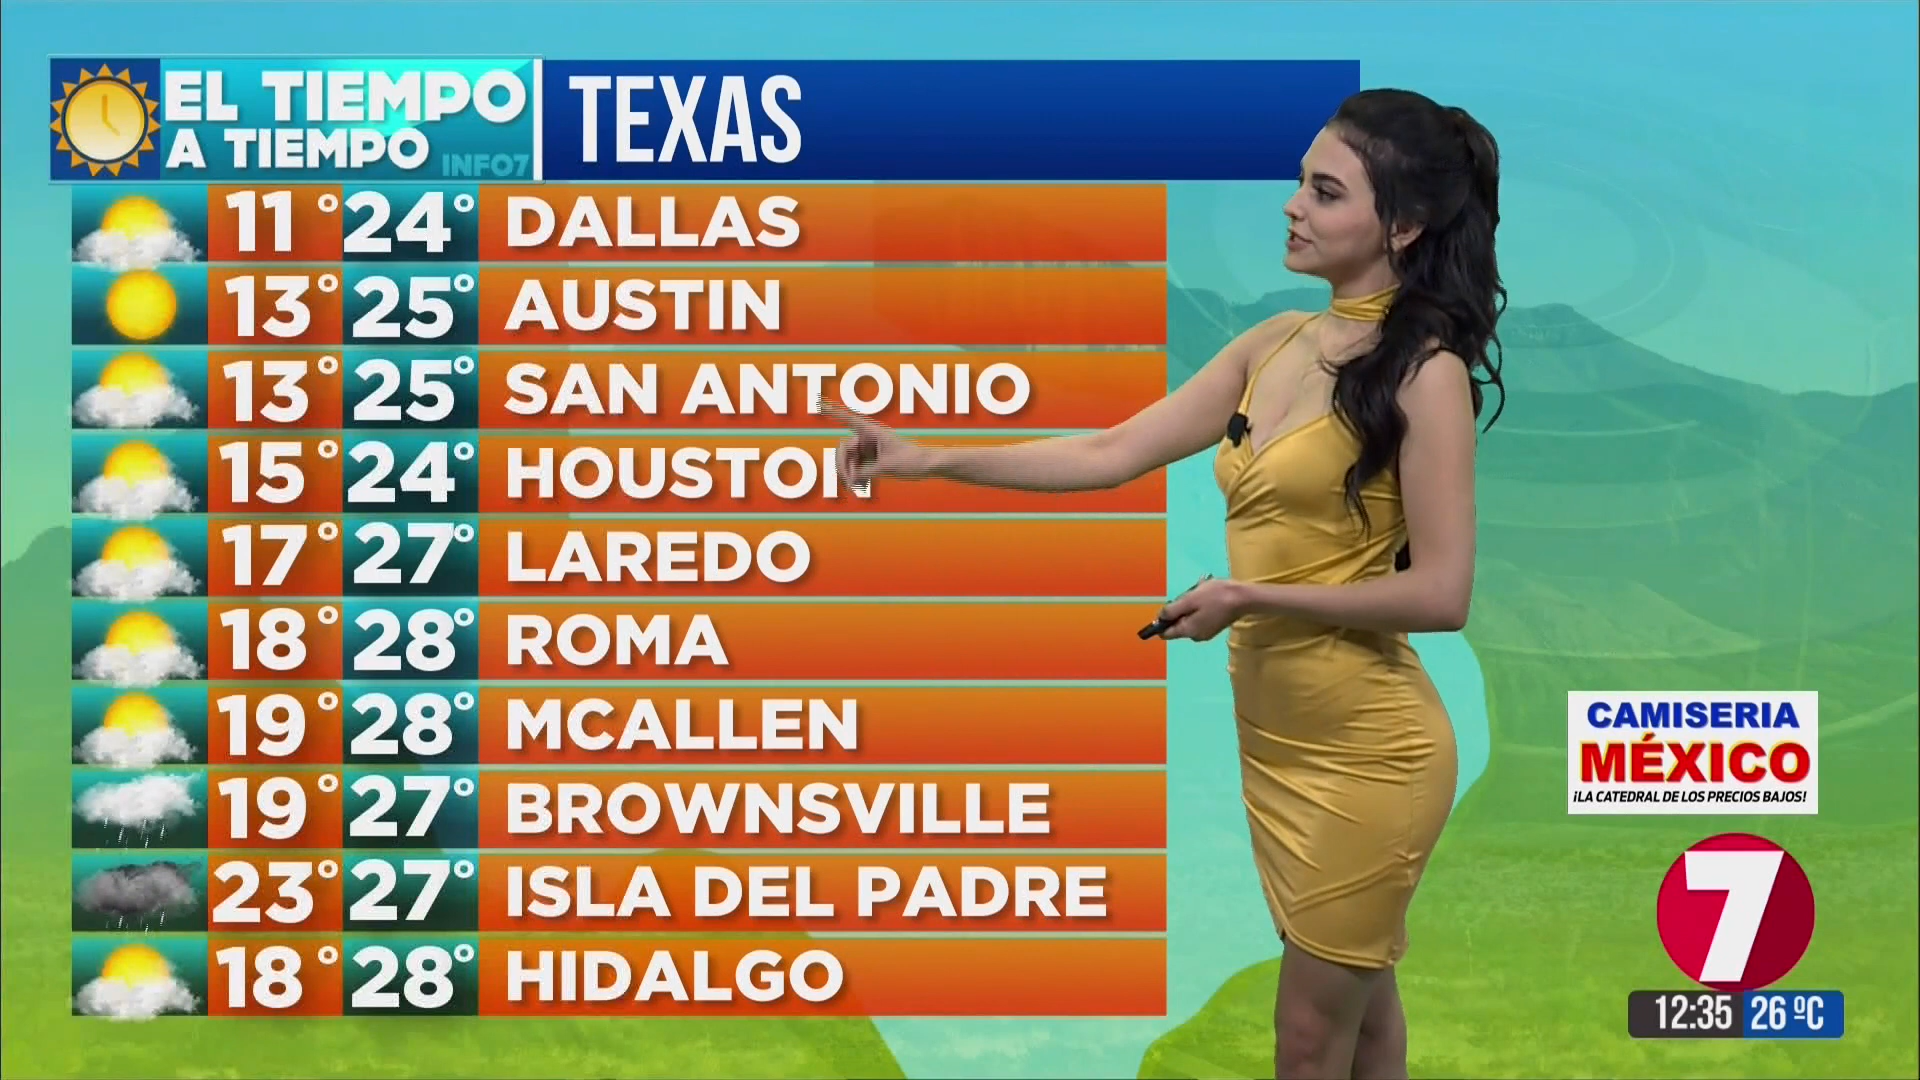 EL TIEMPO
A TIEMPO
INFO7
TEXAS
11° 24° DALLAS
13° 25° AUSTIN
13° 25° SAN ANTONIO
15° 24° HOUSTON
17° 27° LAREDO
18° 28° ROMA
19° 28° MCALLEN
19° 27° BROWNSVILLE
23° 27° ISLA DEL PADRE
18° 28° HIDALGO
CAMISERIA
MÉXICO
¡LA CATEDRAL DE LOS PRECIOS BAJOS!
7
12:35 26 ºC